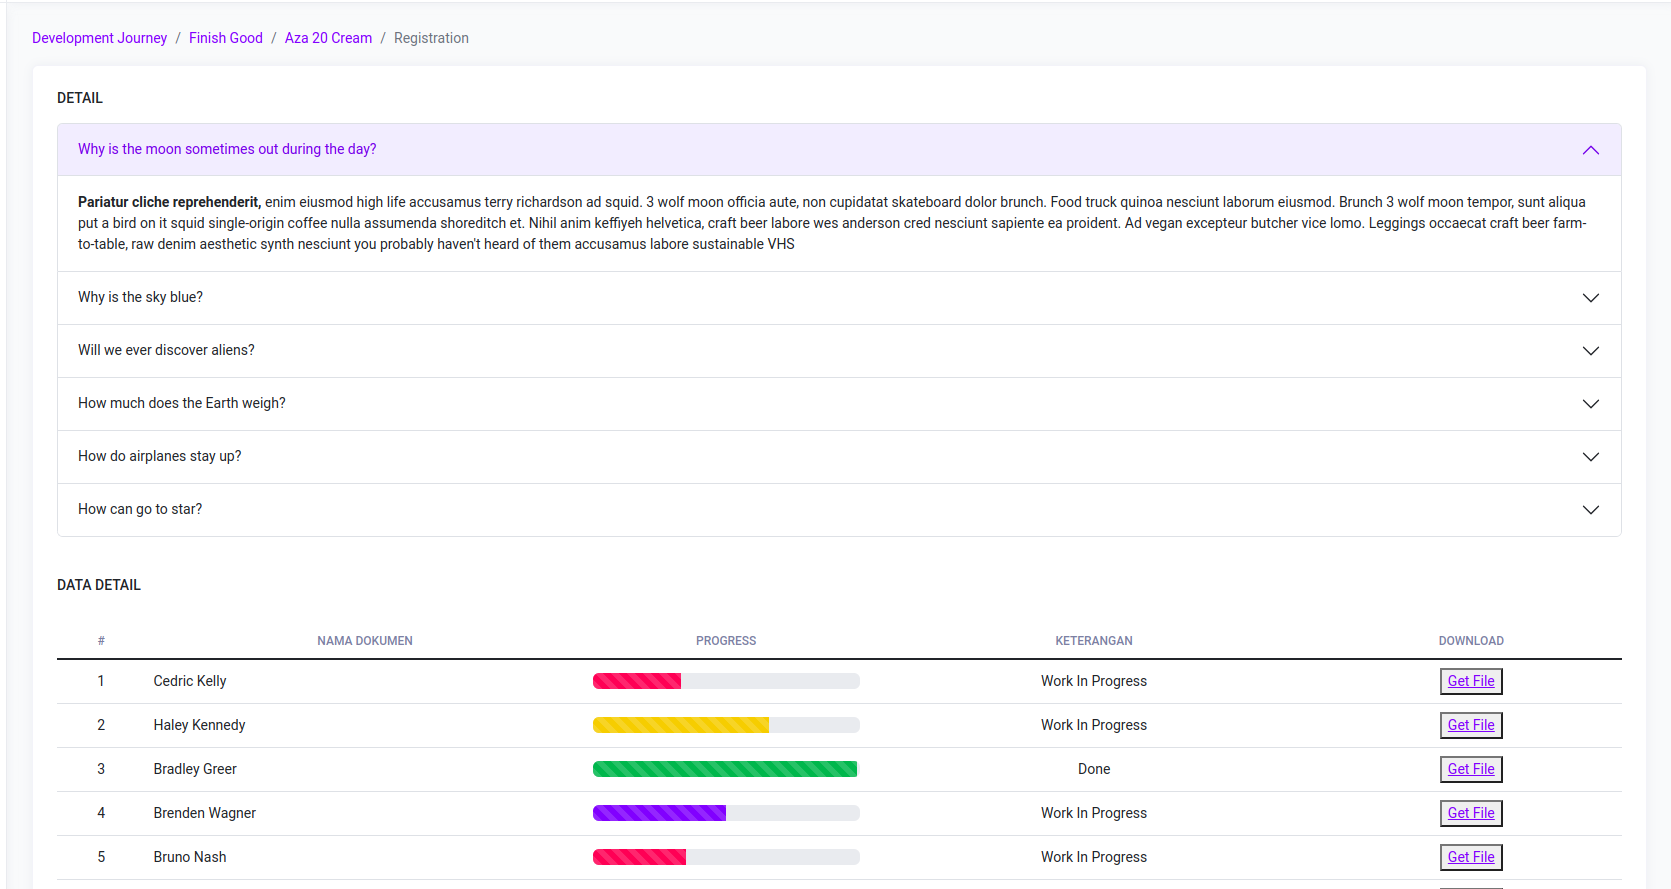 Development Journey / Finish Good / Aza 20 Cream / Registration
DETAIL
Why is the moon sometimes out during the day?
Pariatur cliche reprehenderit, enim eiusmod high life accusamus terry richardson ad squid. 3 wolf moon officia aute, non cupidatat skateboard dolor brunch. Food truck quinoa nesciunt laborum eiusmod. Brunch 3 wolf moon tempor, sunt aliqua
put a bird on it squid single-origin coffee nulla assumenda shoreditch et. Nihil anim keffiyeh helvetica, craft beer labore wes anderson cred nesciunt sapiente ea proident. Ad vegan excepteur butcher vice lomo. Leggings occaecat craft beer farm-
to-table, raw denim aesthetic synth nesciunt you probably haven't heard of them accusamus labore sustainable VHS
Why is the sky blue?
Will we ever discover aliens?
How much does the Earth weigh?
How do airplanes stay up?
How can go to star?
DATA DETAIL
# NAMA DOKUMEN PROGRESS KETERANGAN DOWNLOAD
1 Cedric Kelly Work In Progress Get File
2 Haley Kennedy Work In Progress Get File
3 Bradley Greer Done Get File
4 Brenden Wagner Work In Progress Get File
5 Bruno Nash Work In Progress Get File